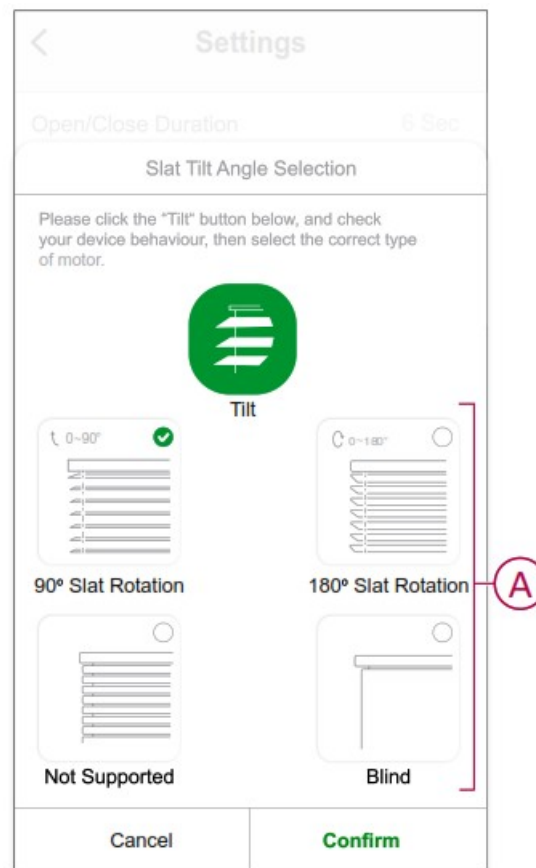 Settings
Open/Close Duration 6 Sec
Slat Tilt Angle Selection
Please click the "Tilt" button below, and check
your device behaviour, then select the correct type
of motor.
Tilt
0~90°
0~180°
90º Slat Rotation
180º Slat Rotation
A
Not Supported
Blind
Cancel
Confirm